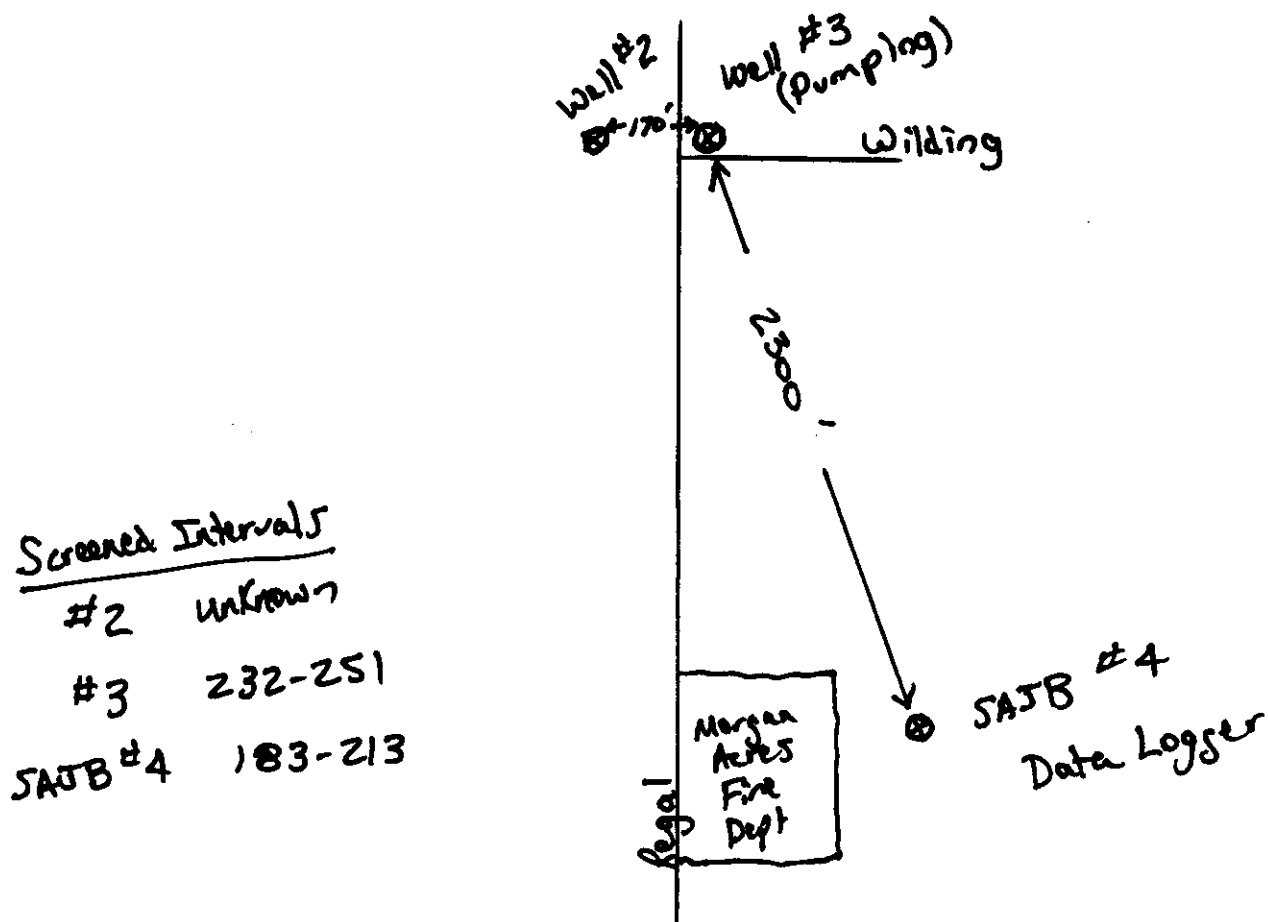 Well #2
Well #3
(Pumping)
170'
Wilding
2300'
Screened Intervals
#2 unknown
#3 232-251
SAJB #4 183-213
Morgan
Acres
Fire
Dept
Regal
SAJB #4
Data Logger